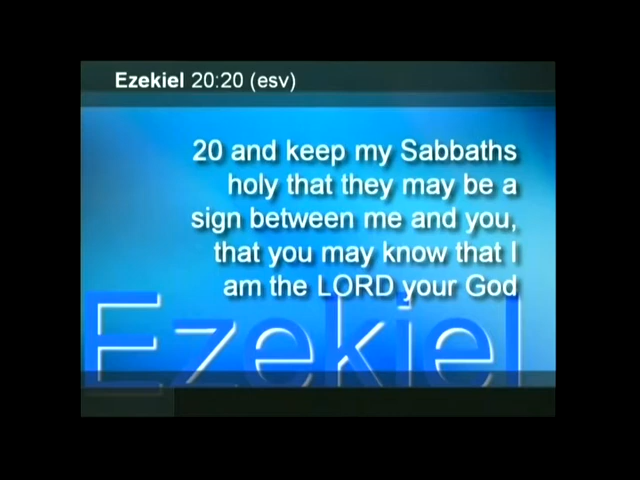 Ezekiel 20:20 (esv)
20 and keep my Sabbaths
holy that they may be a
sign between me and you,
that you may know that I
am the LORD your God
Ezekiel